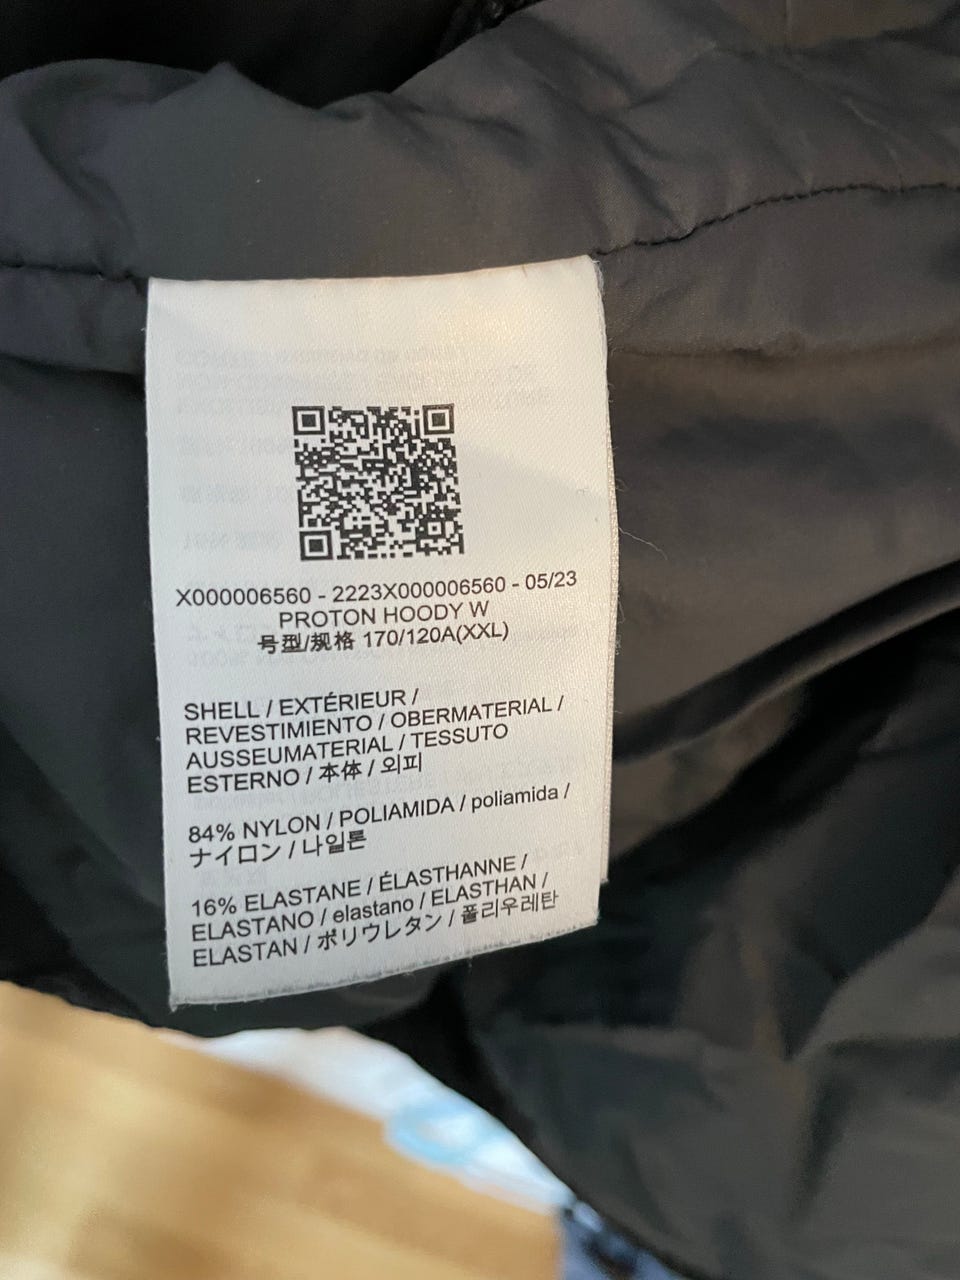 X000006560 - 2223X000006560 - 05/23
PROTON HOODY W
号型/规格 170/120A(XXL)
SHELL / EXTÉRIEUR /
REVESTIMIENTO / OBERMATERIAL /
AUSSEUMATERIAL / TESSUTO
ESTERNO / 本体 / 외피
84% NYLON / POLIAMIDA / poliamida /
ナイロン / 나일론
16% ELASTANE / ÉLASTHANNE /
ELASTANO / elastano / ELASTHAN /
ELASTAN / ポリウレタン / 폴리우레탄